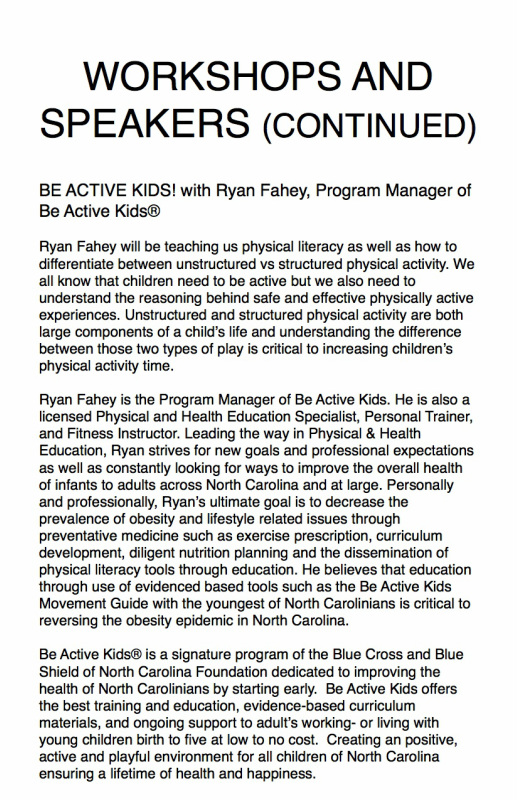 WORKSHOPS AND
SPEAKERS (CONTINUED)
BE ACTIVE KIDS! with Ryan Fahey, Program Manager of
Be Active Kids®
Ryan Fahey will be teaching us physical literacy as well as how to
differentiate between unstructured vs structured physical activity. We
all know that children need to be active but we also need to
understand the reasoning behind safe and effective physically active
experiences. Unstructured and structured physical activity are both
large components of a child's life and understanding the difference
between those two types of play is critical to increasing children's
physical activity time.
Ryan Fahey is the Program Manager of Be Active Kids. He is also a
licensed Physical and Health Education Specialist, Personal Trainer,
and Fitness Instructor. Leading the way in Physical & Health
Education, Ryan strives for new goals and professional expectations
as well as constantly looking for ways to improve the overall health
of infants to adults across North Carolina and at large. Personally
and professionally, Ryan's ultimate goal is to decrease the
prevalence of obesity and lifestyle related issues through
preventative medicine such as exercise prescription, curriculum
development, diligent nutrition planning and the dissemination of
physical literacy tools through education. He believes that education
through use of evidenced based tools such as the Be Active Kids
Movement Guide with the youngest of North Carolinians is critical to
reversing the obesity epidemic in North Carolina.
Be Active Kids® is a signature program of the Blue Cross and Blue
Shield of North Carolina Foundation dedicated to improving the
health of North Carolinians by starting early.  Be Active Kids offers
the best training and education, evidence-based curriculum
materials, and ongoing support to adult's working- or living with
young children birth to five at low to no cost.  Creating an positive,
active and playful environment for all children of North Carolina
ensuring a lifetime of health and happiness.